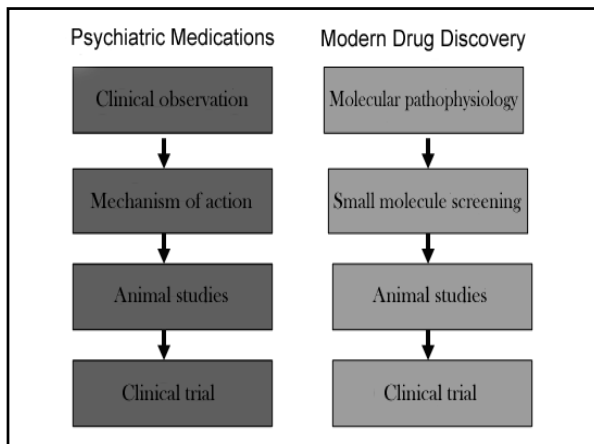 Psychiatric Medications
Clinical observation
Mechanism of action
Animal studies
Clinical trial
Modern Drug Discovery
Molecular pathophysiology
Small molecule screening
Animal studies
Clinical trial